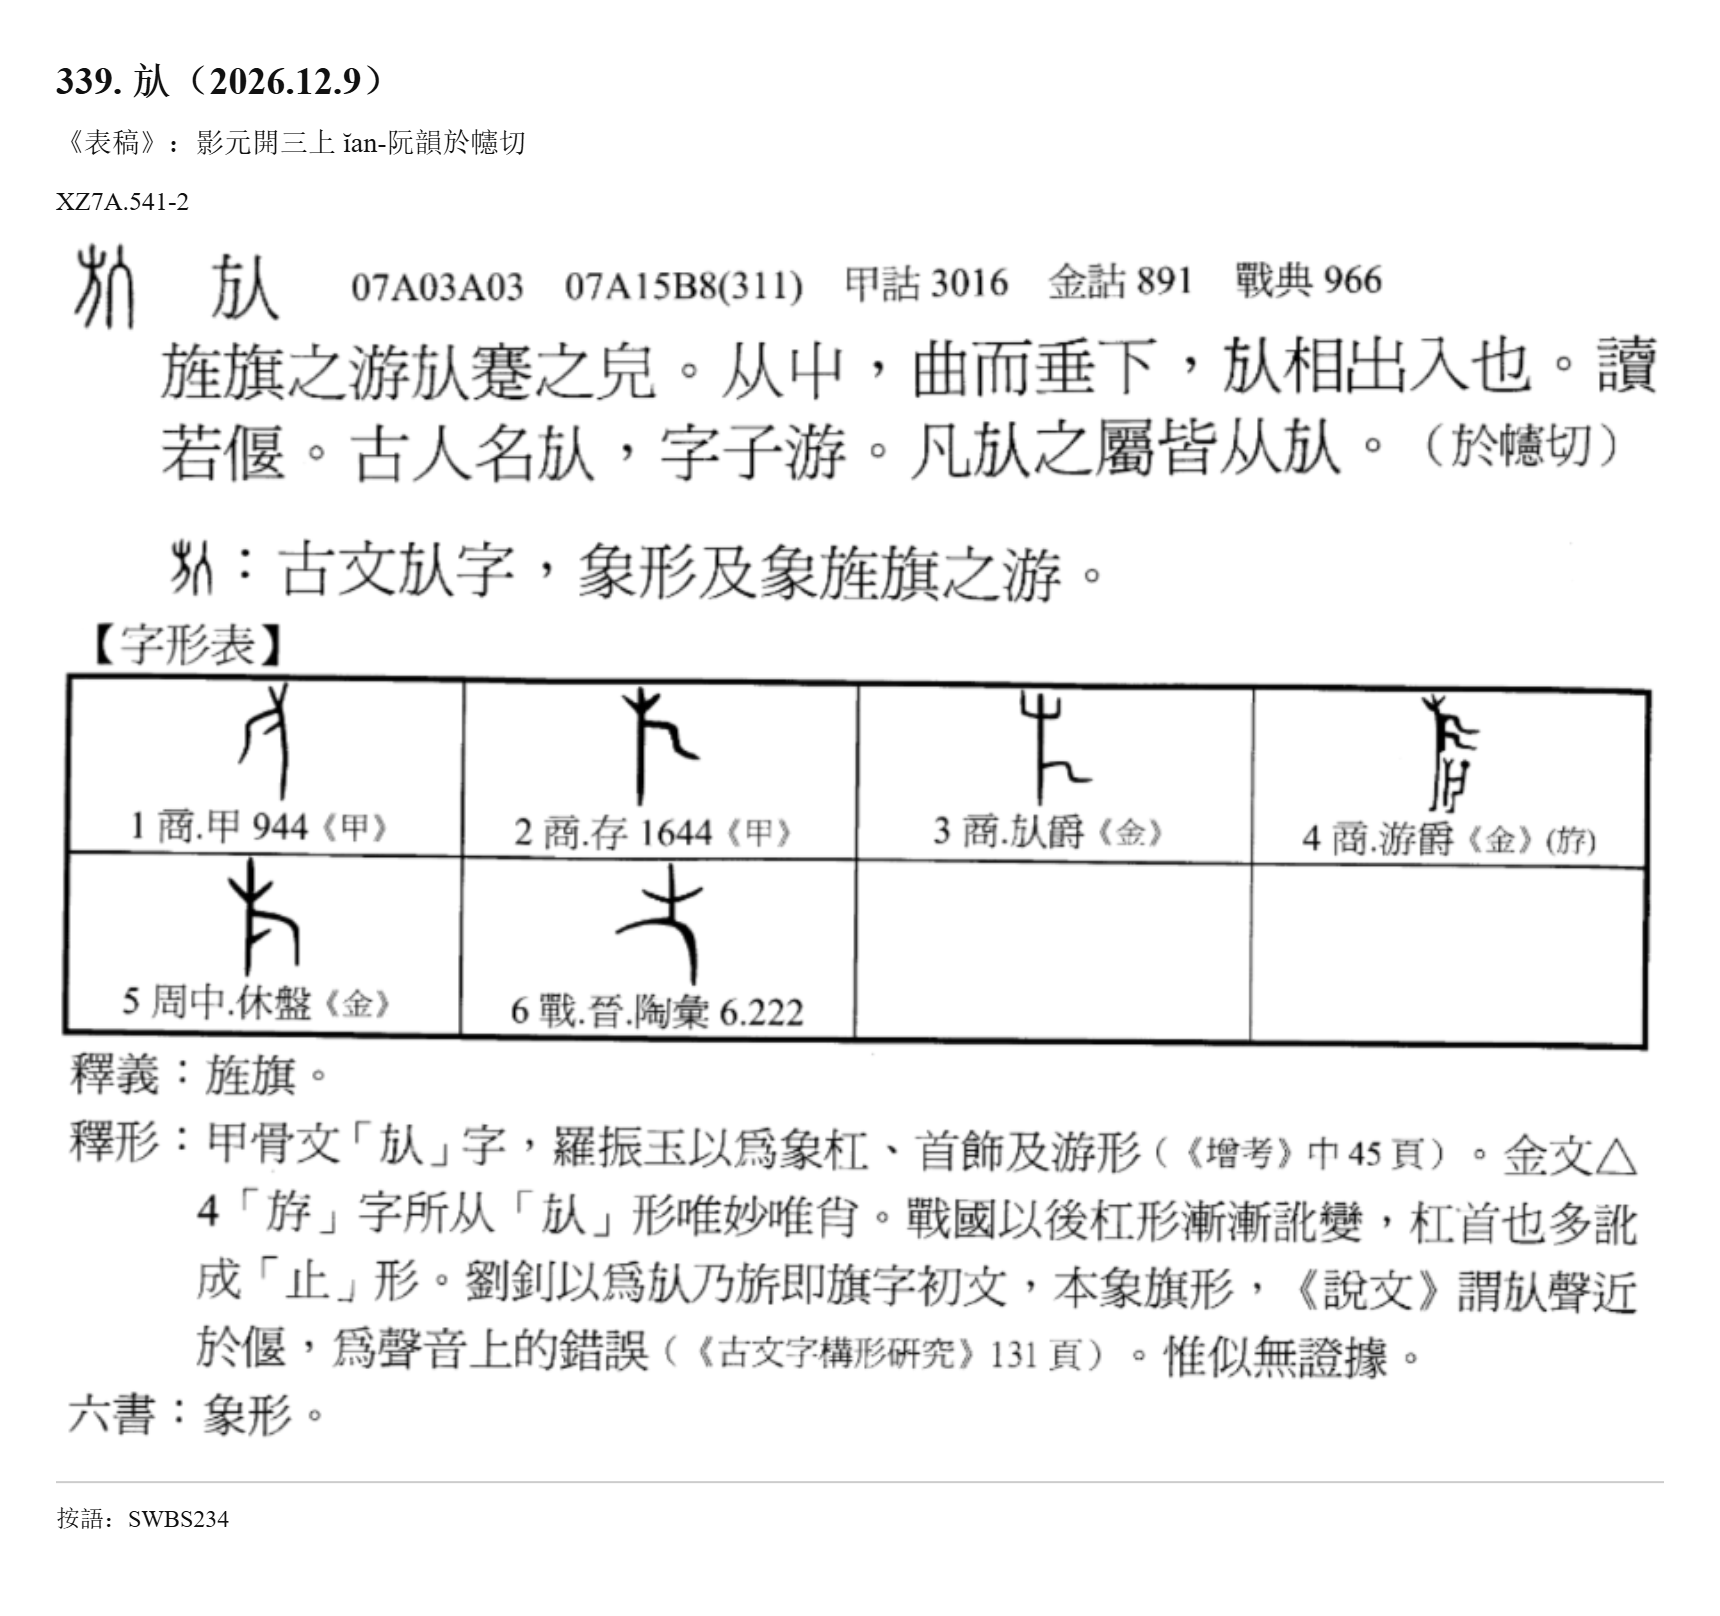 339. 㫃（2026.12.9）
《表稿》：影元開三上 ĭan-阮韻於幰切
XZ7A.541-2
㫃 㫃 07A03A03 07A15B8(311) 甲詁 3016 金詁 891 戰典 966
旌旗之游㫃蹇之皃。从屮，曲而垂下，㫃相出入也。讀
若偃。古人名㫃，字子游。凡㫃之屬皆从㫃。（於幰切）
：古文㫃字，象形及象旌旗之游。
【字形表】
1 商.甲 944《甲》 2 商.存 1644《甲》 3 商.㫃爵《金》 4 商.游爵《金》(斿)
5 周中.休盤《金》 6 戰.晉.陶彙 6.222
釋義：旌旗。
釋形：甲骨文「㫃」字，羅振玉以爲象杠、首飾及游形（《增考》中 45 頁）。金文△
4「斿」字所从「㫃」形唯妙唯肖。戰國以後杠形漸漸訛變，杠首也多訛
成「止」形。劉釗以爲㫃乃旂即旗字初文，本象旗形，《說文》謂㫃聲近
於偃，爲聲音上的錯誤（《古文字構形研究》131 頁）。惟似無證據。
六書：象形。
按語：SWBS234